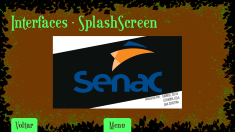 Interfaces - SplashScreen
Senac
Voltar
Menu